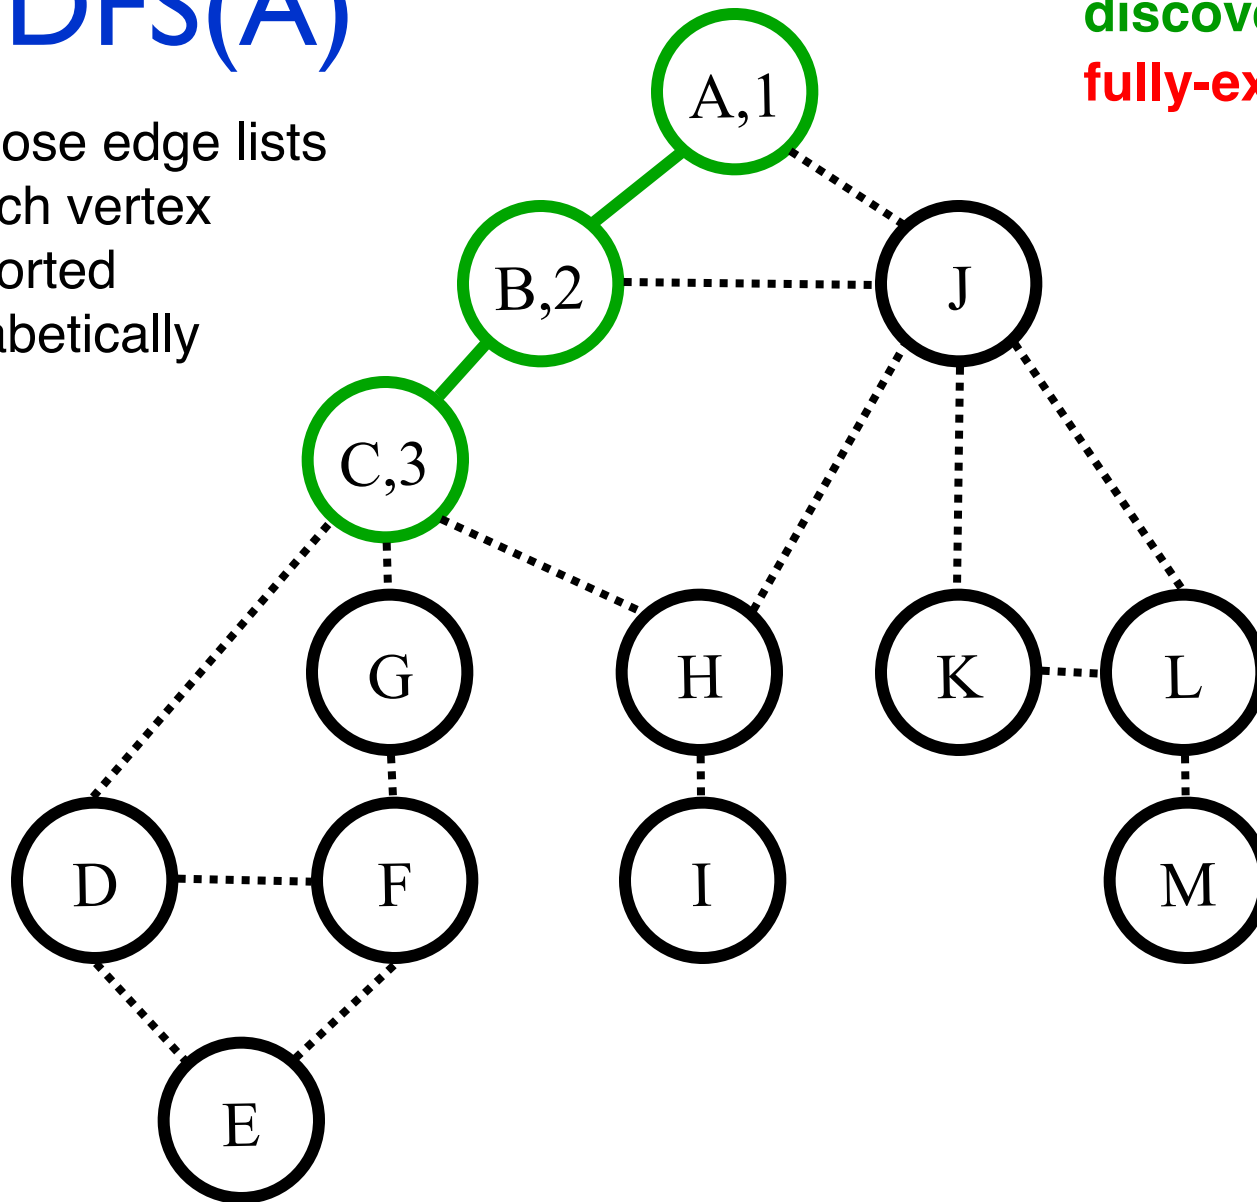 DFS(A)
discove
fully-ex
ose edge lists
ch vertex
orted
abetically
A,1
B,2
J
C,3
G
H
K
L
D
F
I
M
E